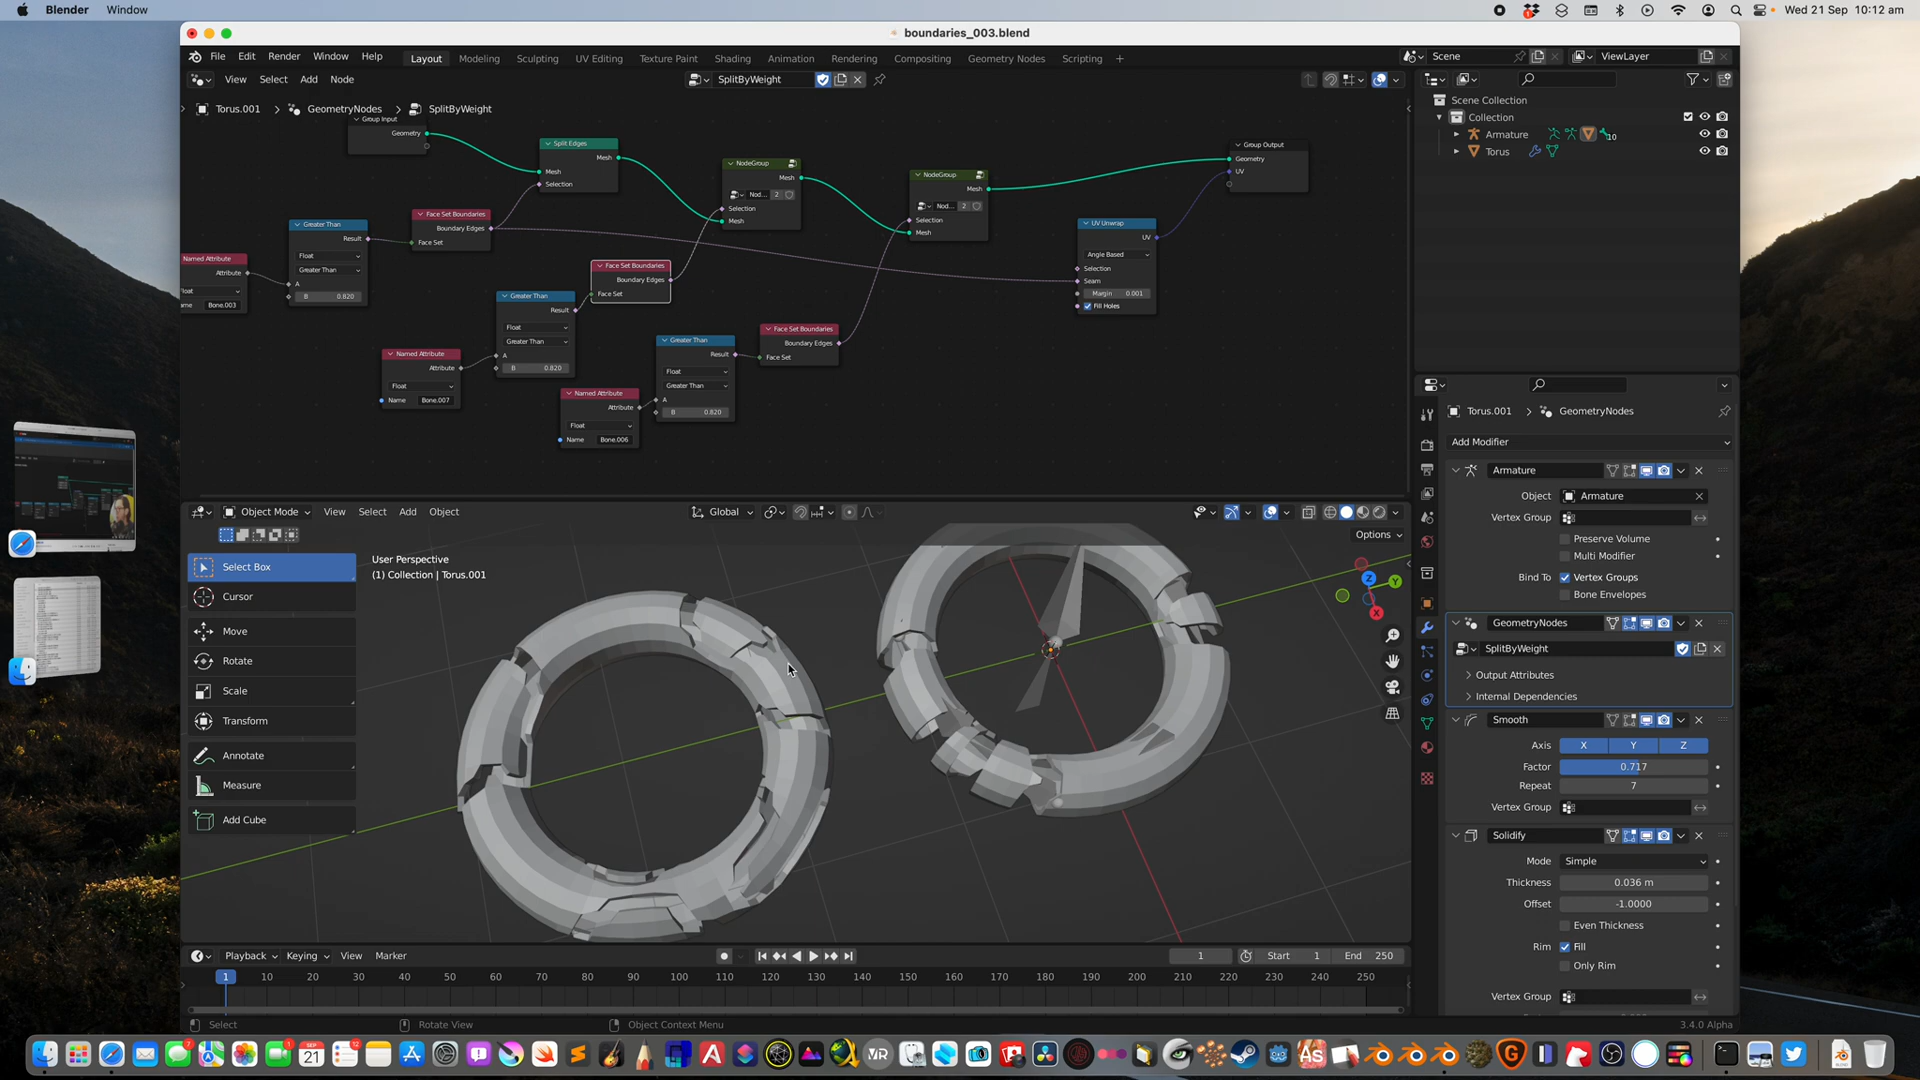 Blender Window
Wed 21 Sep 10:12 am
boundaries_003.blend
File Edit Render Window Help
Layout Modeling Sculpting UV Editing Texture Paint Shading Animation Rendering Compositing Geometry Nodes Scripting +
Scene
ViewLayer
View Select Add Node
SplitByWeight
Torus.001 > GeometryNodes > SplitByWeight
Group Input
Geometry
Split Edges
Mesh
Mesh
Selection
NodeGroup
Mesh
Nod... 2
Selection
Mesh
NodeGroup
Mesh
Nod... 2
Selection
Mesh
Group Output
Geometry
UV
Named Attribute
Attribute
Float
Bone.003
Greater Than
Result
Float
Greater Than
A
B 0.820
Face Set Boundaries
Boundary Edges
Face Set
Face Set Boundaries
Boundary Edges
Face Set
Greater Than
Result
Float
Greater Than
A
B 0.820
Named Attribute
Attribute
Float
Name Bone.007
Greater Than
Result
Float
Greater Than
A
B 0.820
Face Set Boundaries
Boundary Edges
Face Set
Named Attribute
Attribute
Float
Name Bone.006
UV Unwrap
UV
Angle Based
Selection
Seam
Margin 0.001
Fill Holes
Scene Collection
Collection
Armature
10
Torus
Torus.001 > GeometryNodes
Add Modifier
Armature
Object Armature
Vertex Group
Preserve Volume
Multi Modifier
Bind To Vertex Groups
Bone Envelopes
GeometryNodes
SplitByWeight
Output Attributes
Internal Dependencies
Smooth
Axis X Y Z
Factor 0.717
Repeat 7
Vertex Group
Solidify
Mode Simple
Thickness 0.036 m
Offset -1.0000
Even Thickness
Rim Fill
Only Rim
Vertex Group
Object Mode View Select Add Object
Global
Options
Select Box
Cursor
Move
Rotate
Scale
Transform
Annotate
Measure
Add Cube
User Perspective
(1) Collection | Torus.001
Z
Y
X
Playback Keying View Marker
1
Start 1 End 250
1 10 20 30 40 50 60 70 80 90 100 110 120 130 140 150 160 170 180 190 200 210 220 230 240 250
Select
Rotate View
Object Context Menu
3.4.0 Alpha
SEP
21
VR
As